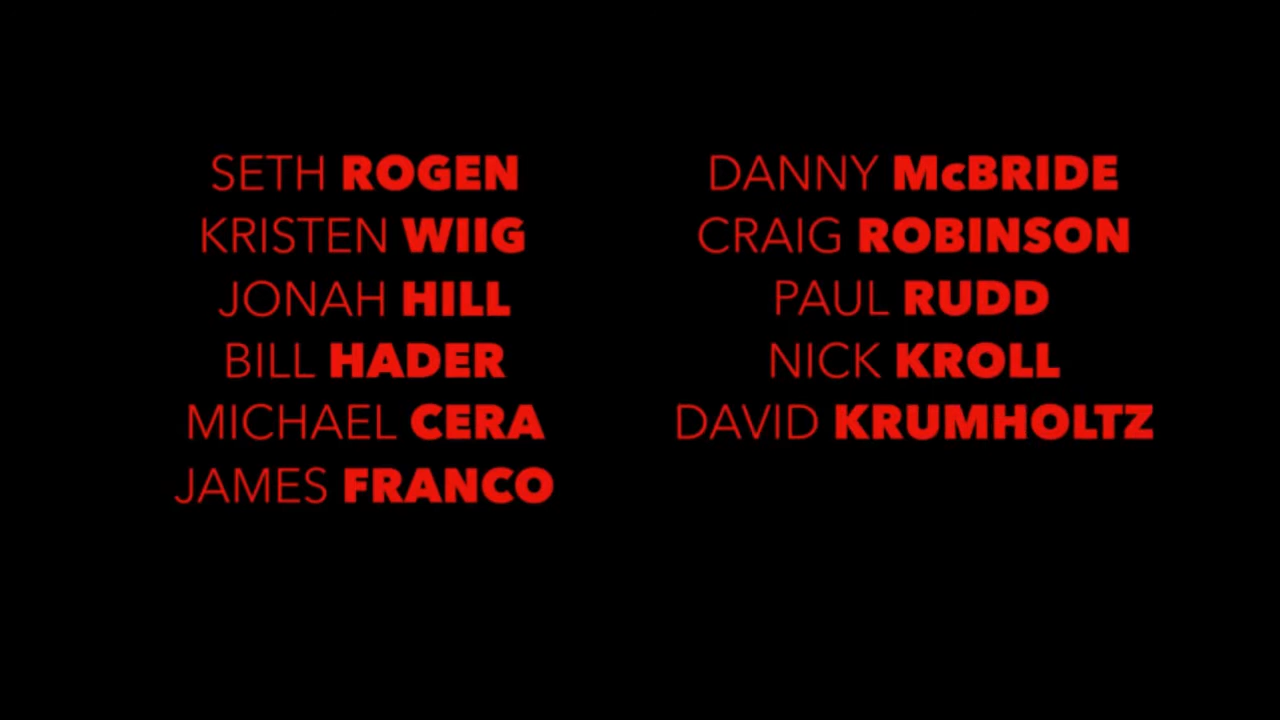 SETH ROGEN
KRISTEN WIIG
JONAH HILL
BILL HADER
MICHAEL CERA
JAMES FRANCO
DANNY McBRIDE
CRAIG ROBINSON
PAUL RUDD
NICK KROLL
DAVID KRUMHOLTZ